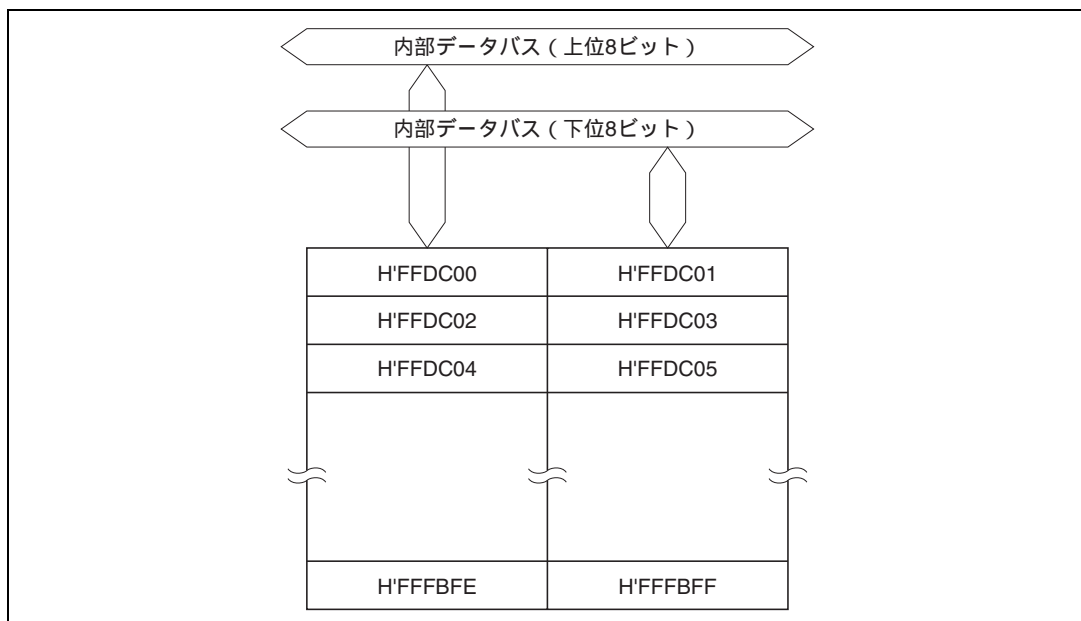 内部データバス（上位8ビット）
内部データバス（下位8ビット）
H'FFDC00 H'FFDC01
H'FFDC02 H'FFDC03
H'FFDC04 H'FFDC05
H'FFFBFE H'FFFBFF